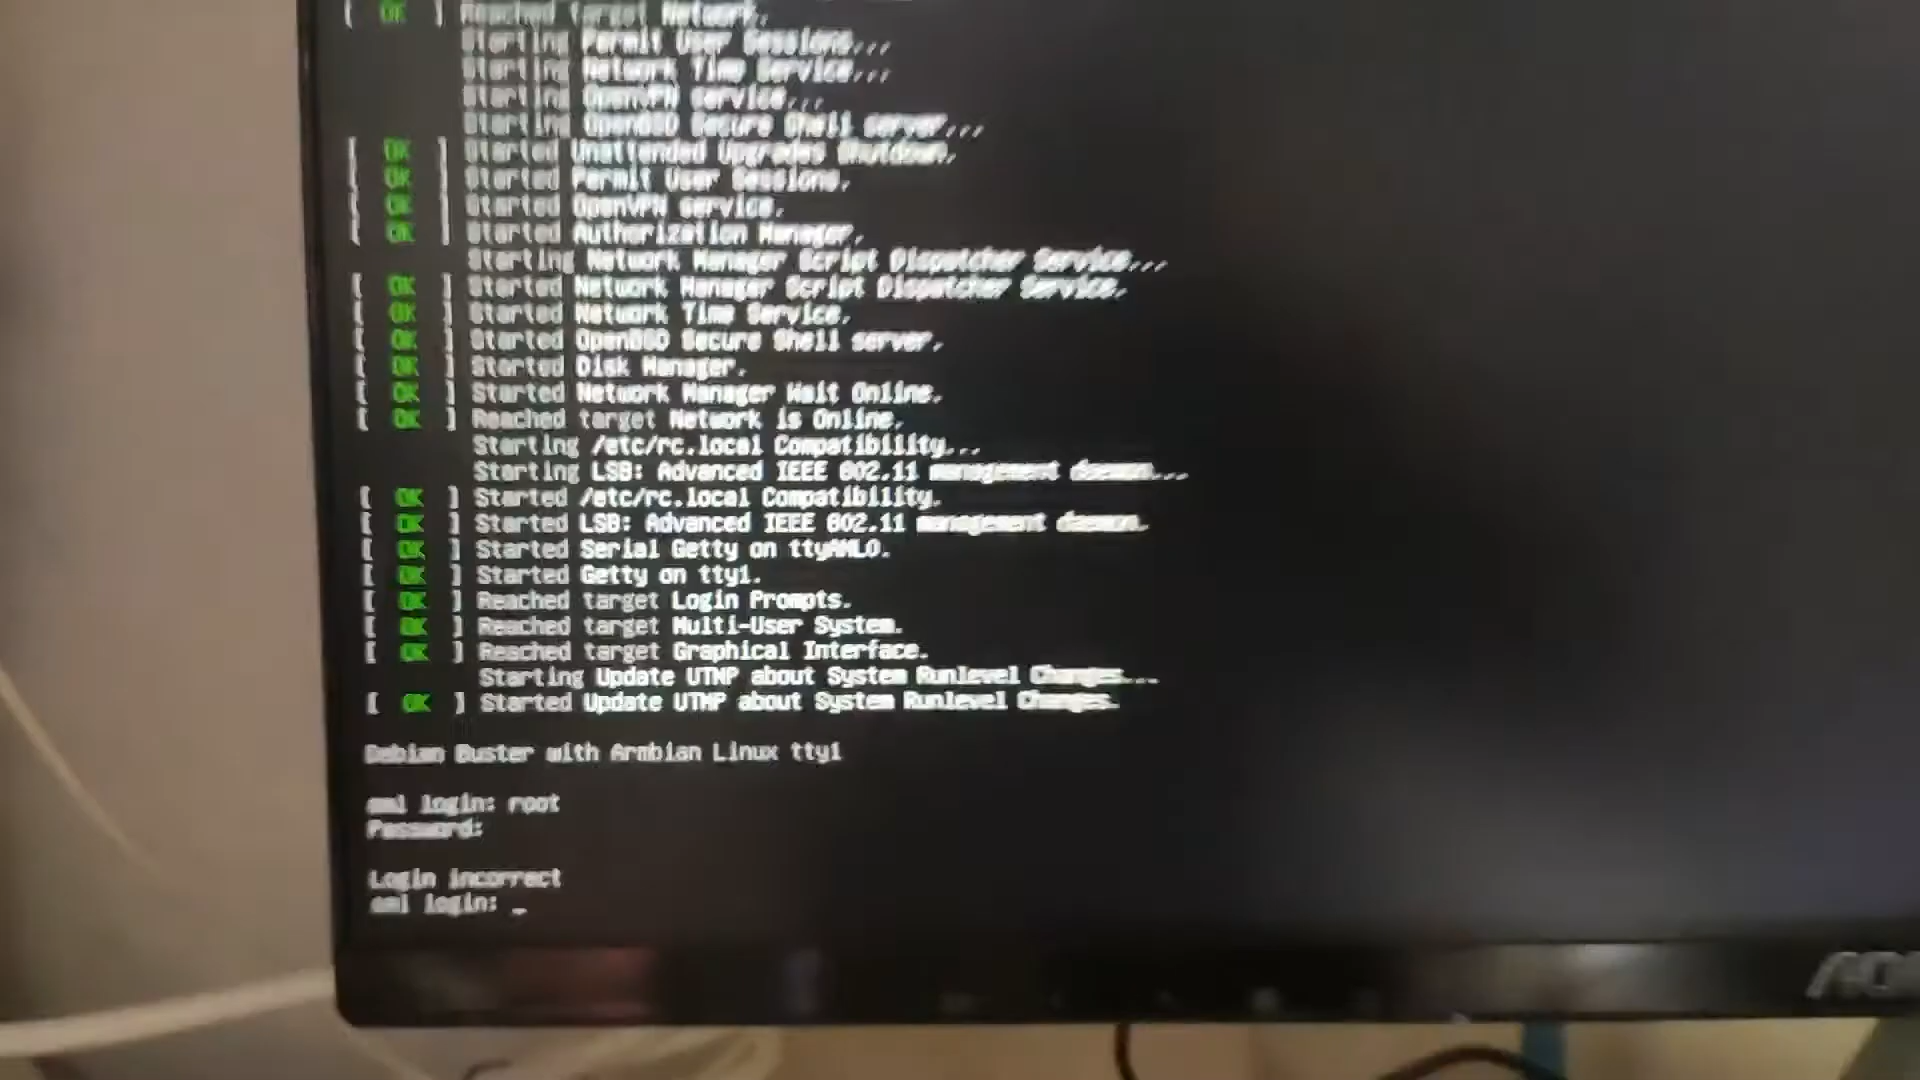 [  OK  ] Reached target Network.
Starting Permit User Sessions...
Starting Network Time Service...
Starting OpenVPN service...
Starting OpenBSD Secure Shell server...
[  OK  ] Started Unattended Upgrades Shutdown.
[  OK  ] Started Permit User Sessions.
[  OK  ] Started OpenVPN service.
[  OK  ] Started Authorization Manager.
Starting Network Manager Script Dispatcher Service...
[  OK  ] Started Network Manager Script Dispatcher Service.
[  OK  ] Started Network Time Service.
[  OK  ] Started OpenBSD Secure Shell server.
[  OK  ] Started Disk Manager.
[  OK  ] Started Network Manager Wait Online.
[  OK  ] Reached target Network is Online.
Starting /etc/rc.local Compatibility...
Starting LSB: Advanced IEEE 802.11 management daemon...
[  OK  ] Started /etc/rc.local Compatibility.
[  OK  ] Started LSB: Advanced IEEE 802.11 management daemon.
[  OK  ] Started Serial Getty on ttyAML0.
[  OK  ] Started Getty on tty1.
[  OK  ] Reached target Login Prompts.
[  OK  ] Reached target Multi-User System.
[  OK  ] Reached target Graphical Interface.
Starting Update UTMP about System Runlevel Changes...
[  OK  ] Started Update UTMP about System Runlevel Changes.
Debian Buster with Armbian Linux tty1
aml login: root
Password:
Login incorrect
aml login: _